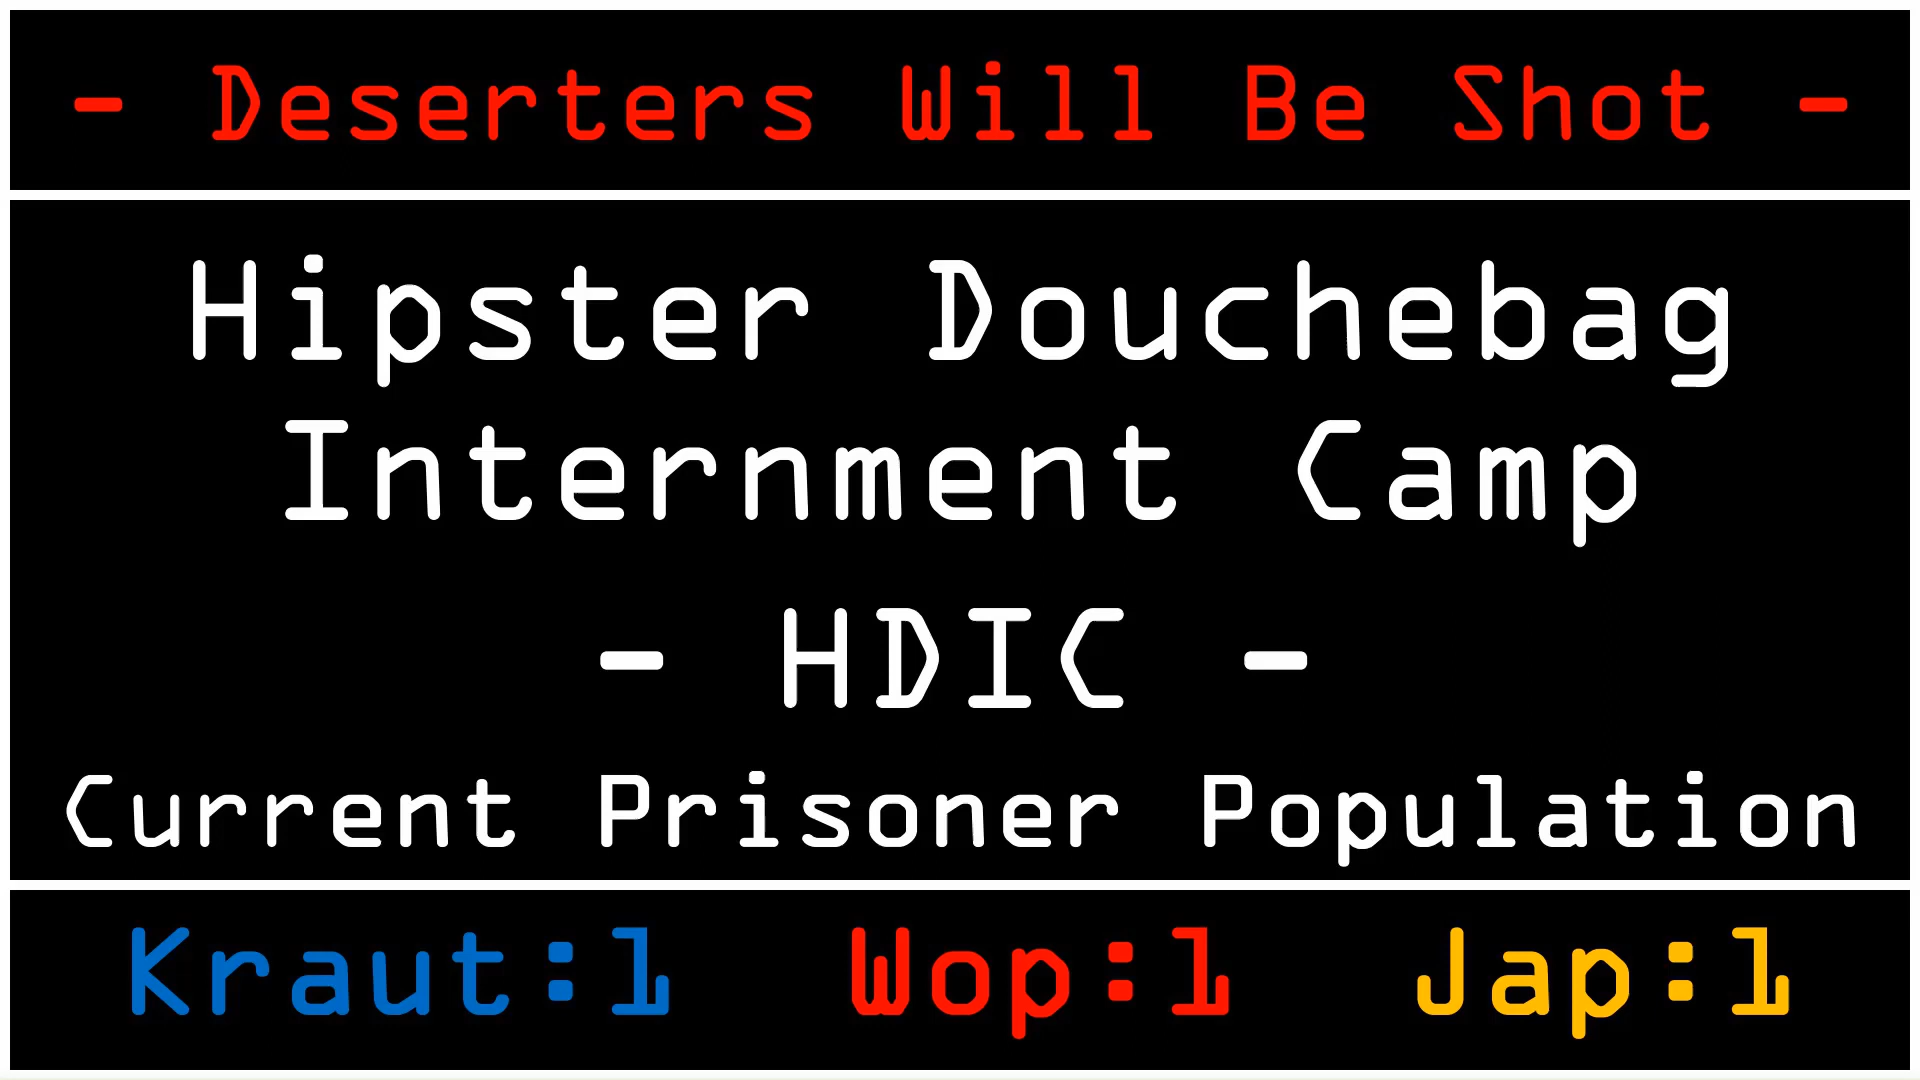 - Deserters Will Be Shot -
Hipster Douchebag
Internment Camp
- HDIC -
Current Prisoner Population
Kraut:1 Wop:1 Jap:1